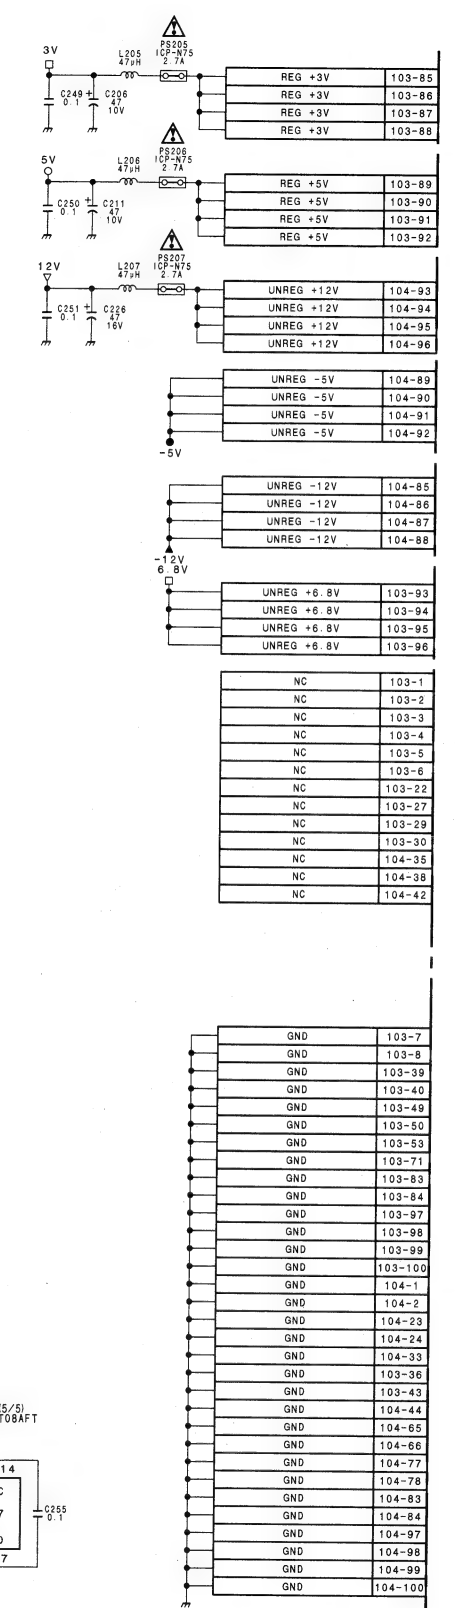 PS205
ICP-N75
2.7A
3V
L205
47µH
C249
0.1
+
C206
47
10V
REG +3V 103-85
REG +3V 103-86
REG +3V 103-87
REG +3V 103-88
PS206
ICP-N75
2.7A
5V
L206
47µH
C250
0.1
+
C211
47
10V
REG +5V 103-89
REG +5V 103-90
REG +5V 103-91
REG +5V 103-92
PS207
ICP-N75
2.7A
12V
L207
47µH
C251
0.1
+
C226
47
16V
UNREG +12V 104-93
UNREG +12V 104-94
UNREG +12V 104-95
UNREG +12V 104-96
UNREG -5V 104-89
UNREG -5V 104-90
UNREG -5V 104-91
UNREG -5V 104-92
-5V
UNREG -12V 104-85
UNREG -12V 104-86
UNREG -12V 104-87
UNREG -12V 104-88
-12V
6.8V
UNREG +6.8V 103-93
UNREG +6.8V 103-94
UNREG +6.8V 103-95
UNREG +6.8V 103-96
NC 103-1
NC 103-2
NC 103-3
NC 103-4
NC 103-5
NC 103-6
NC 103-22
NC 103-27
NC 103-29
NC 103-30
NC 104-35
NC 104-38
NC 104-42
GND 103-7
GND 103-8
GND 103-39
GND 103-40
GND 103-49
GND 103-50
GND 103-53
GND 103-71
GND 103-83
GND 103-84
GND 103-97
GND 103-98
GND 103-99
GND 103-100
GND 104-1
GND 104-2
GND 104-23
GND 104-24
GND 104-33
GND 103-36
GND 103-43
GND 104-44
GND 104-65
GND 104-66
GND 104-77
GND 104-78
GND 104-83
GND 104-84
GND 104-97
GND 104-98
GND 104-99
GND 104-100
5/5)
T08AFT
14
C255
0.1
7